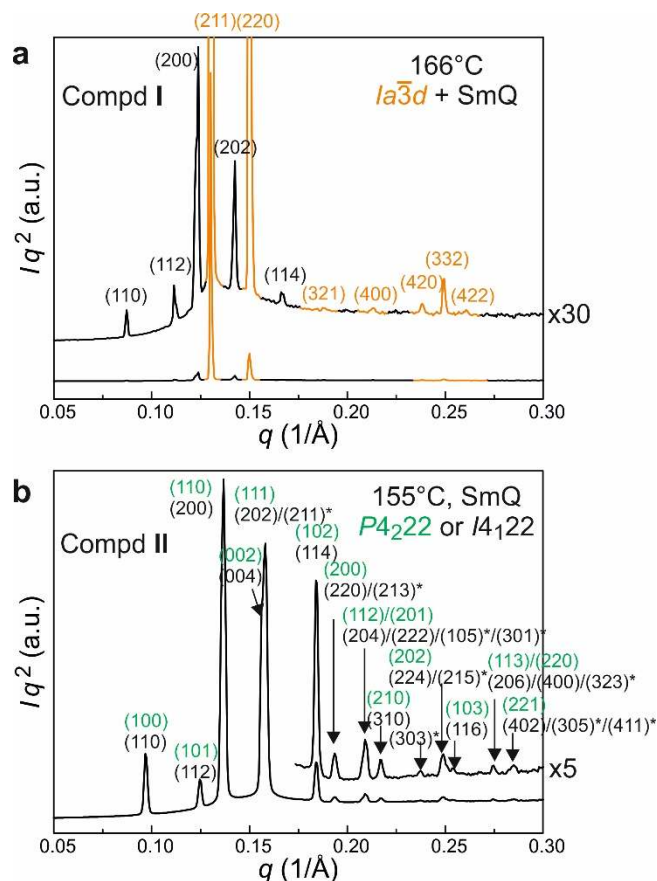 (211)(220)
a
(200)
166°C
Compd I
Ia3̅d + SmQ
(202)
(332)
(112)
(420)
(110)
(114)
(321)
(400)
(422)
x30
Iq² (a.u.)
0.05 0.10 0.15 0.20 0.25 0.30
q (1/Å)
b
(110)
(200)
(111)
(202)/(211)*
155°C, SmQ
P4₂22 or I4₁22
Compd II
(002)
(004)
(102)
(114)
(200)
(220)/(213)*
(112)/(201)
(204)/(222)/(105)*/(301)*
(202)
(224)/(215)*
(113)/(220)
(206)/(400)/(323)*
(100)
(110)
(101)
(112)
(210)
(310)
(303)*
(103)
(116)
(221)
(402)/(305)*/(411)*
x5
Iq² (a.u.)
0.05 0.10 0.15 0.20 0.25 0.30
q (1/Å)